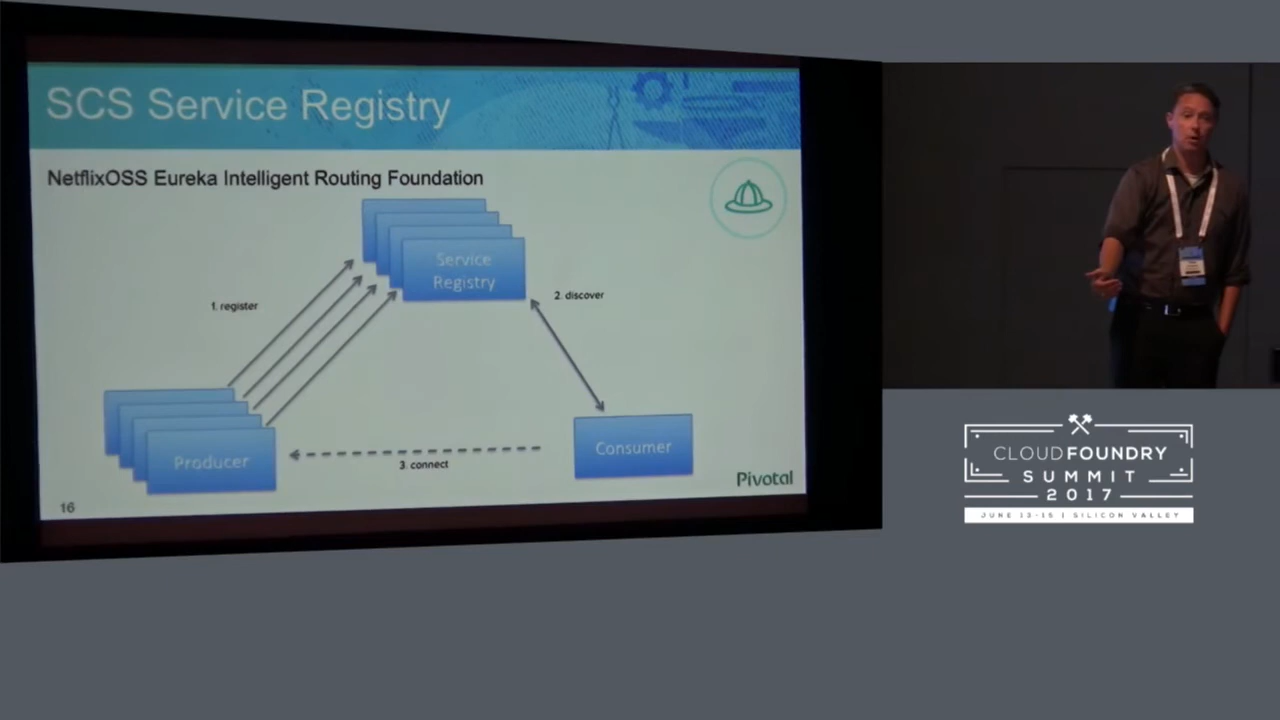 SCS Service Registry
NetflixOSS Eureka Intelligent Routing Foundation
Service
Registry
1. register
2. discover
Producer
3. connect
Consumer
Pivotal
16
CLOUD FOUNDRY
SUMMIT
2017
JUNE 13-15 | SILICON VALLEY